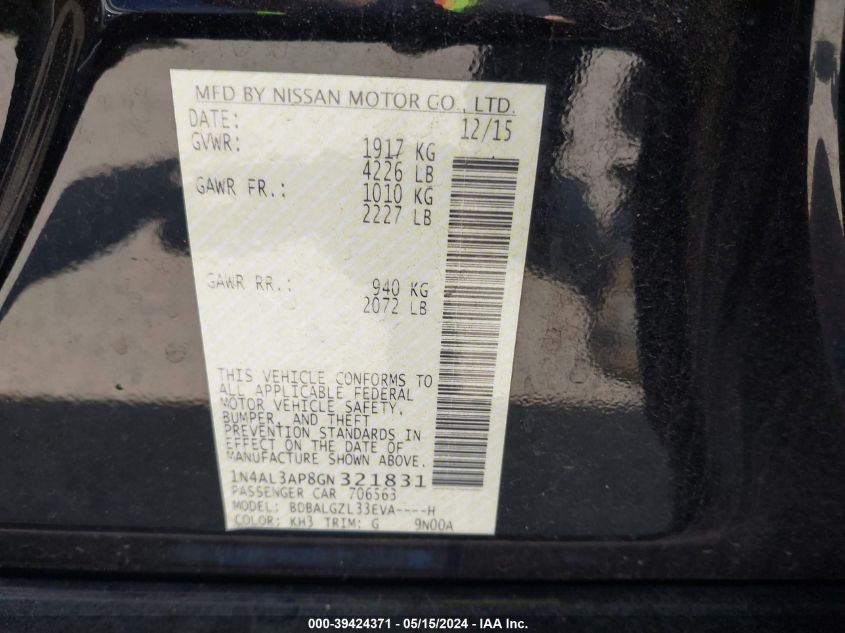 MFD BY NISSAN MOTOR CO., LTD.
DATE: 12/15
GVWR: 1917 KG
4226 LB
GAWR FR.: 1010 KG
2227 LB
GAWR RR.: 940 KG
2072 LB
THIS VEHICLE CONFORMS TO
ALL APPLICABLE FEDERAL
MOTOR VEHICLE SAFETY,
BUMPER, AND THEFT
PREVENTION STANDARDS IN
EFFECT ON THE DATE OF
MANUFACTURE SHOWN ABOVE.
1N4AL3AP8GN321831
PASSENGER CAR 706563
MODEL: BDBALGZL33EVA----H
COLOR: KH3 TRIM: G 9N00A
000-39424371 - 05/15/2024 - IAA Inc.